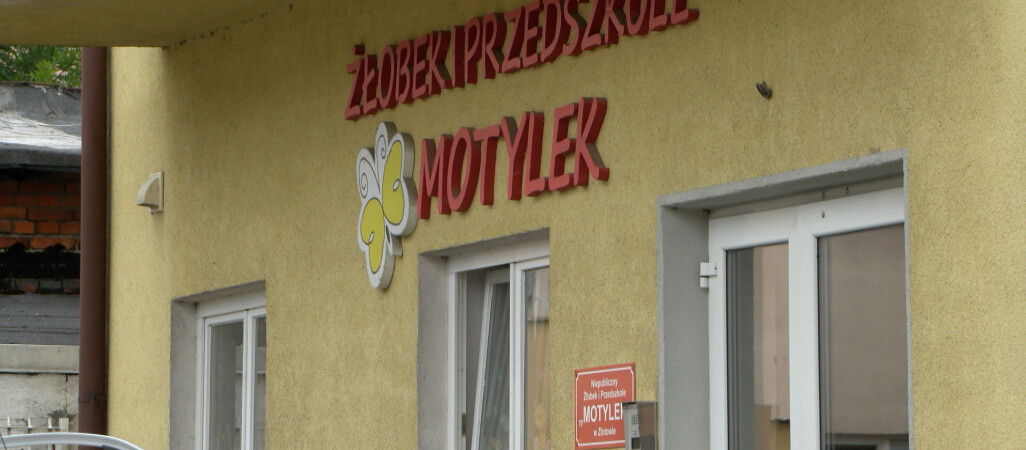 ŻŁOBEK I PRZEDSZKOLE
MOTYLEK
Niepubliczny
Żłobek i Przedszkole
„MOTYLEK
w Złotowie